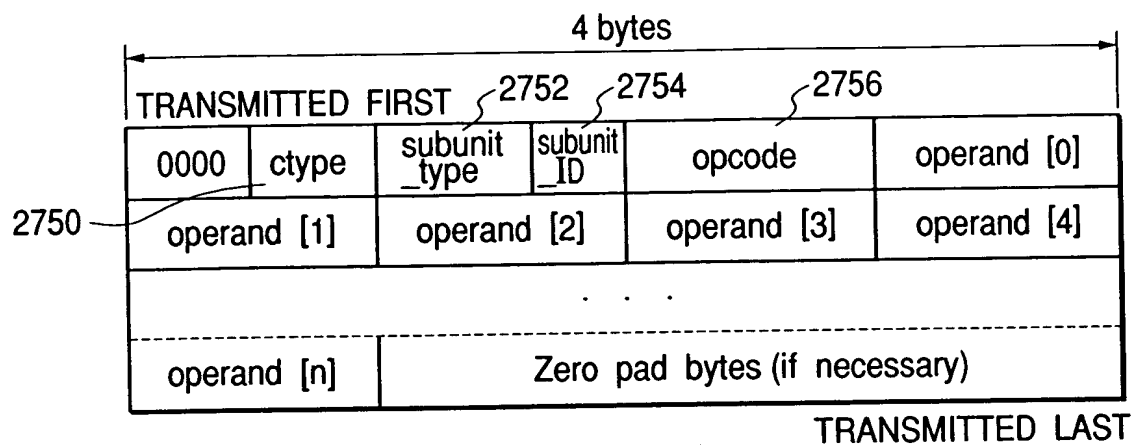 4 bytes
TRANSMITTED FIRST
2752
2754
2756
0000
ctype
subunit
_type
subunit
_ID
opcode
operand [0]
2750
operand [1]
operand [2]
operand [3]
operand [4]
. . .
operand [n]
Zero pad bytes (if necessary)
TRANSMITTED LAST